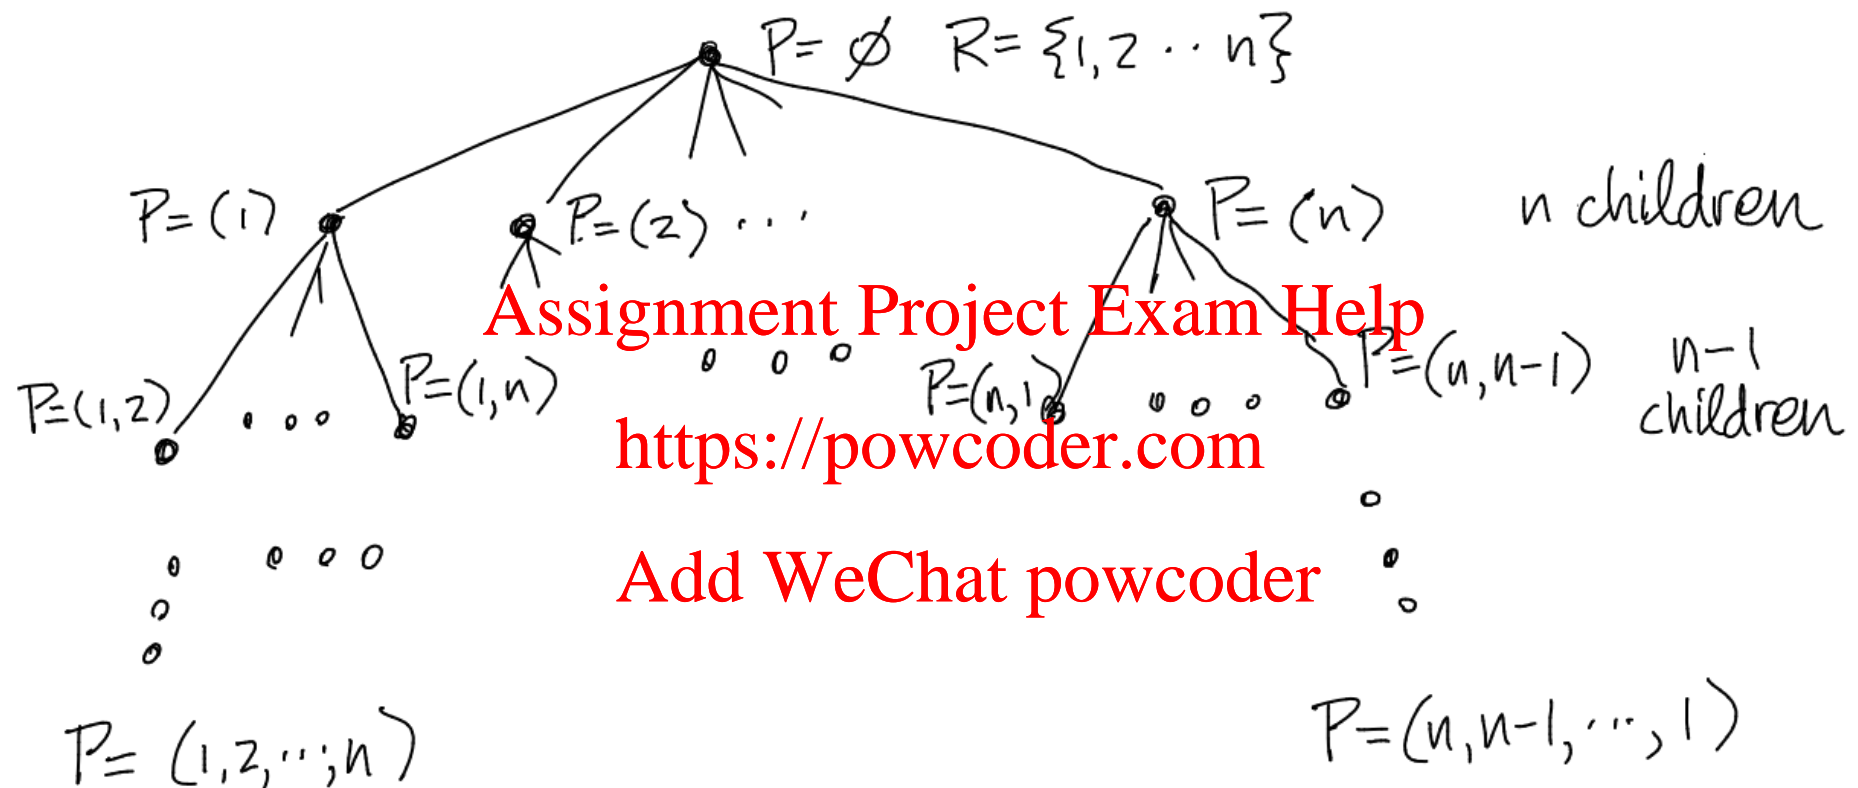 P= ∅ R= {1,2 ·· n}
P=(1) P=(2) ··· P=(n) n children
Assignment Project Exam Help
P=(1,2) ... P=(1,n) ... P=(n,1) ... P=(n,n-1) n-1
children
https://powcoder.com
Add WeChat powcoder
P= (1,2,··,n) P=(n,n-1,···,1)